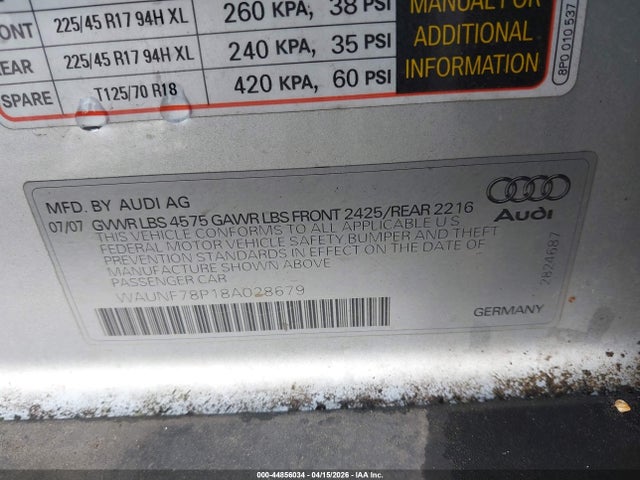 FRONT 225/45 R17 94H XL 260 KPA, 38 PSI
REAR 225/45 R17 94H XL 240 KPA, 35 PSI
SPARE T125/70 R18 420 KPA, 60 PSI
MANUAL FOR
ADDITIONAL
INFORMATION
8P0 010 537
MFD. BY AUDI AG
07/07 GVWR LBS 4575 GAWR LBS FRONT 2425/REAR 2216
THIS VEHICLE CONFORMS TO ALL APPLICABLE U.S
FEDERAL MOTOR VEHICLE SAFETY BUMPER AND THEFT
PREVENTION STANDARDS IN EFFECT ON THE DATE OF
MANUFACTURE SHOWN ABOVE
PASSENGER CAR
WAUNF78P18A028679
Audi
2824687
GERMANY
000-44856034 - 04/15/2026 - IAA Corp.